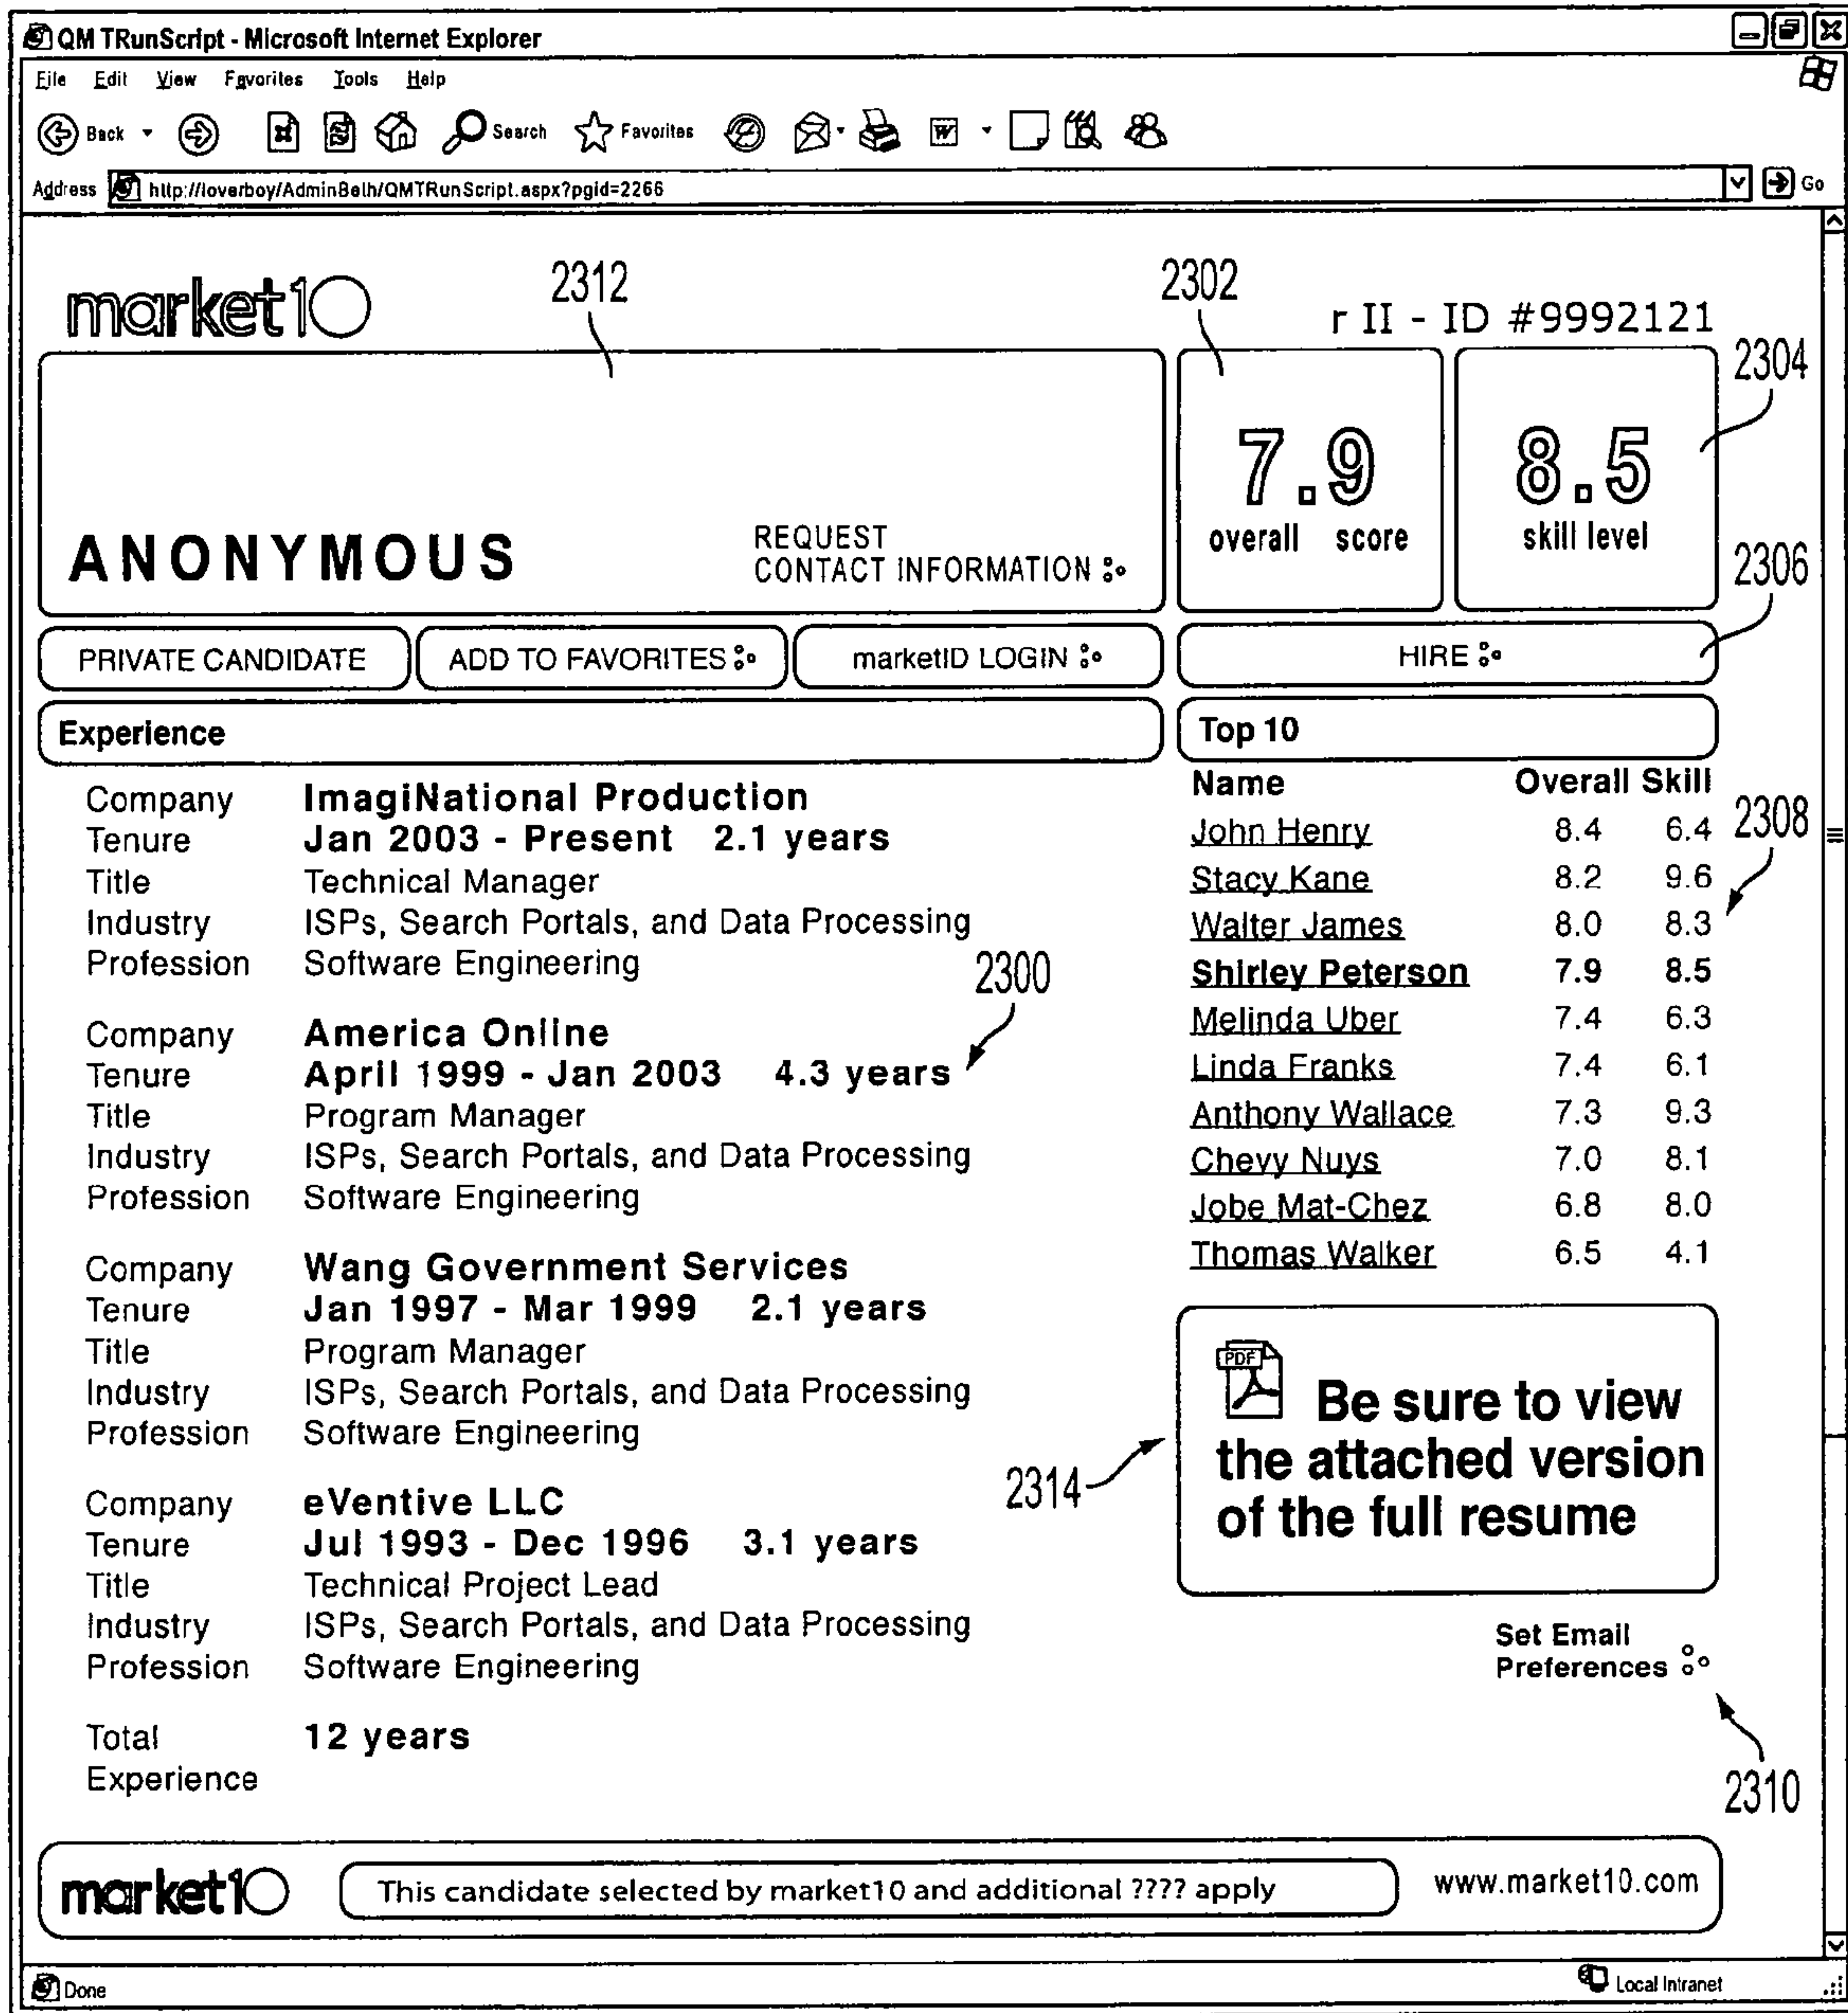 QM TRunScript - Microsoft Internet Explorer
File Edit View Favorites Tools Help
Back Search Favorites W
Address http://loverboy/AdminBeth/QMTRunScript.aspx?pgid=2266 Go
market10
2312
2302
r II - ID #9992121
2304
7.9
overall score
8.5
skill level
ANONYMOUS
REQUEST
CONTACT INFORMATION
2306
PRIVATE CANDIDATE
ADD TO FAVORITES
marketID LOGIN
HIRE
Experience
Company ImagiNational Production
Tenure Jan 2003 - Present 2.1 years
Title Technical Manager
Industry ISPs, Search Portals, and Data Processing
Profession Software Engineering
2300
Company America Online
Tenure April 1999 - Jan 2003 4.3 years
Title Program Manager
Industry ISPs, Search Portals, and Data Processing
Profession Software Engineering
Company Wang Government Services
Tenure Jan 1997 - Mar 1999 2.1 years
Title Program Manager
Industry ISPs, Search Portals, and Data Processing
Profession Software Engineering
Company eVentive LLC
Tenure Jul 1993 - Dec 1996 3.1 years
Title Technical Project Lead
Industry ISPs, Search Portals, and Data Processing
Profession Software Engineering
Total 12 years
Experience
Top 10
Name Overall Skill
John Henry 8.4 6.4
2308
Stacy Kane 8.2 9.6
Walter James 8.0 8.3
Shirley Peterson 7.9 8.5
Melinda Uber 7.4 6.3
Linda Franks 7.4 6.1
Anthony Wallace 7.3 9.3
Chevy Nuys 7.0 8.1
Jobe Mat-Chez 6.8 8.0
Thomas Walker 6.5 4.1
PDF
Be sure to view
the attached version
of the full resume
2314
Set Email
Preferences
2310
market10
This candidate selected by market10 and additional ???? apply
www.market10.com
Done
Local Intranet